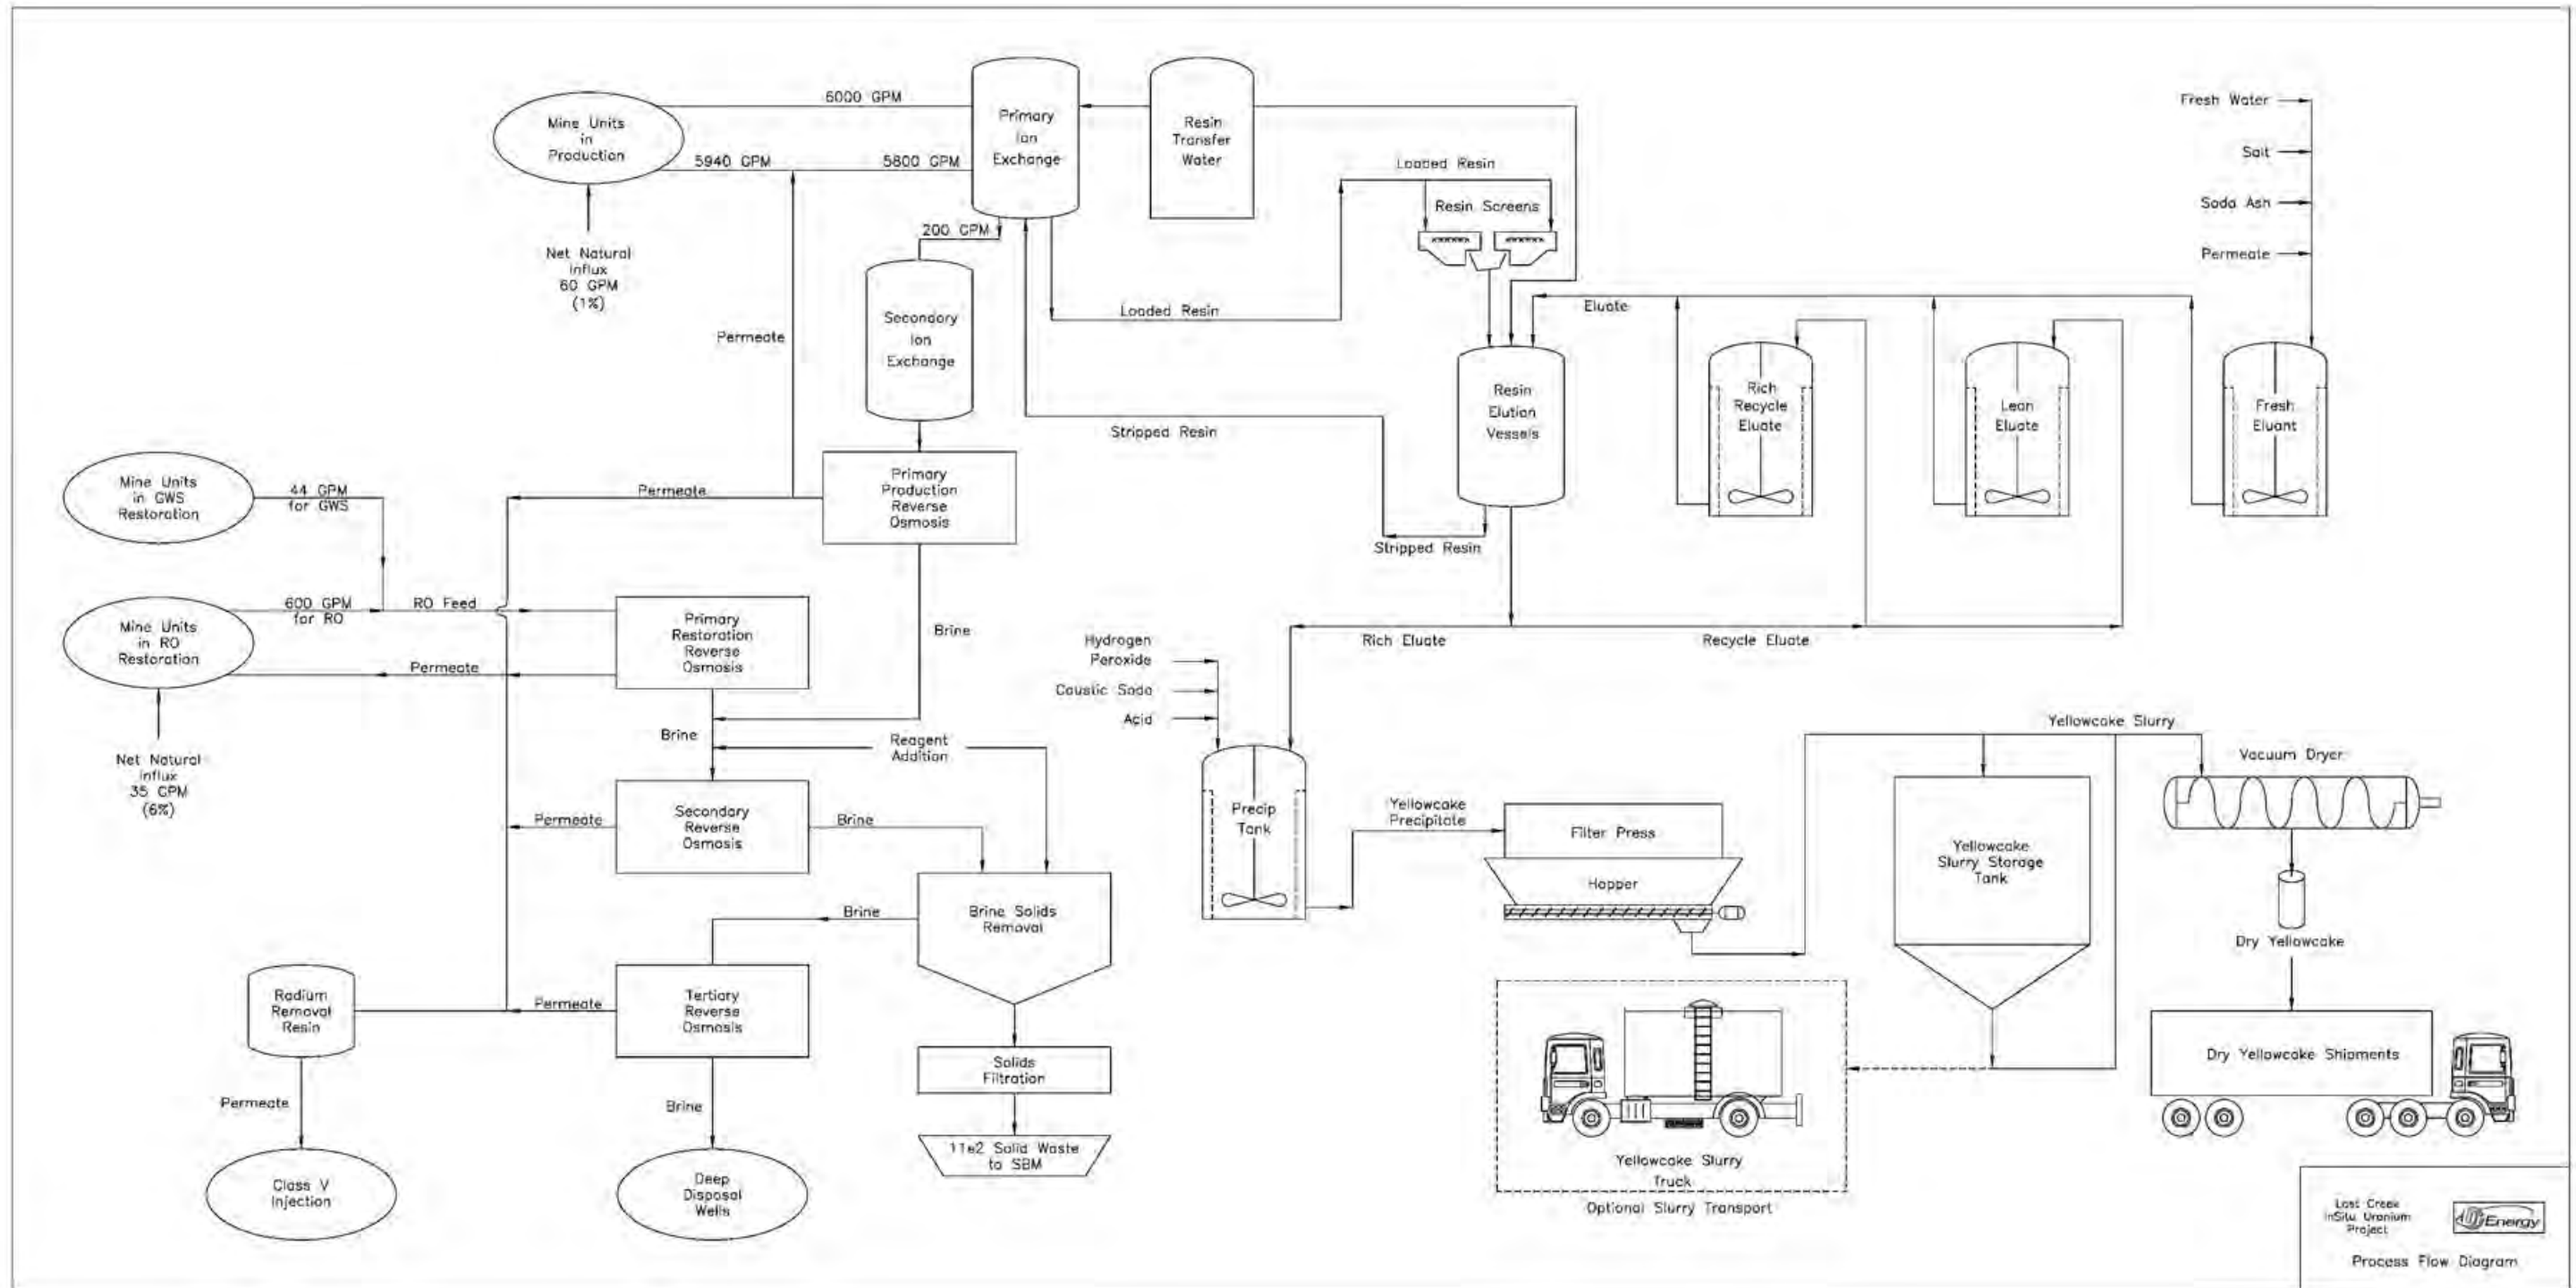 6000 GPM
Mine Units
in
Production
5940 GPM
5800 GPM
Net Natural
Influx
60 GPM
(1%)
Primary
Ion
Exchange
Resin
Transfer
Water
200 GPM
Secondary
Ion
Exchange
Permeate
Loaded Resin
Loaded Resin
Resin Screens
Stripped Resin
Resin
Elution
Vessels
Stripped Resin
Eluate
Rich
Recycle
Eluate
Lean
Eluate
Fresh
Eluant
Fresh Water
Salt
Soda Ash
Permeate
Mine Units
in GWS
Restoration
44 GPM
for GWS
Permeate
Primary
Production
Reverse
Osmosis
Mine Units
in RO
Restoration
600 GPM
for RO
RO Feed
Permeate
Primary
Restoration
Reverse
Osmosis
Brine
Net Natural
Influx
35 GPM
(6%)
Brine
Reagent
Addition
Permeate
Secondary
Reverse
Osmosis
Brine
Brine Solids
Removal
Brine
Radium
Removal
Resin
Permeate
Tertiary
Reverse
Osmosis
Solids
Filtration
Permeate
Brine
11e2 Solid Waste
to SBM
Class V
Injection
Deep
Disposal
Wells
Rich Eluate
Recycle Eluate
Hydrogen
Peroxide
Caustic Soda
Acid
Precip
Tank
Yellowcake
Precipitate
Filter Press
Hopper
Yellowcake Slurry
Yellowcake
Slurry Storage
Tank
Vacuum Dryer
Dry Yellowcake
Dry Yellowcake Shipments
Yellowcake Slurry
Truck
Optional Slurry Transport
Lost Creek
InSitu Uranium
Project
Energy
Process Flow Diagram